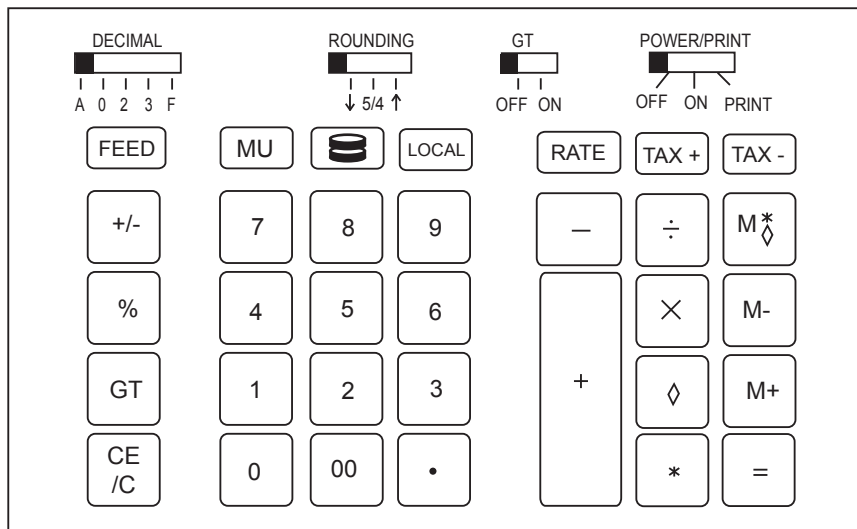 DECIMAL ROUNDING GT POWER/PRINT
A 0 2 3 F ↓ 5/4 ↑ OFF ON OFF ON PRINT
FEED MU LOCAL RATE TAX + TAX -
+/- 7 8 9 — ÷ M*◊
% 4 5 6 × M-
GT 1 2 3 + ◊ M+
CE
/C 0 00 • * =